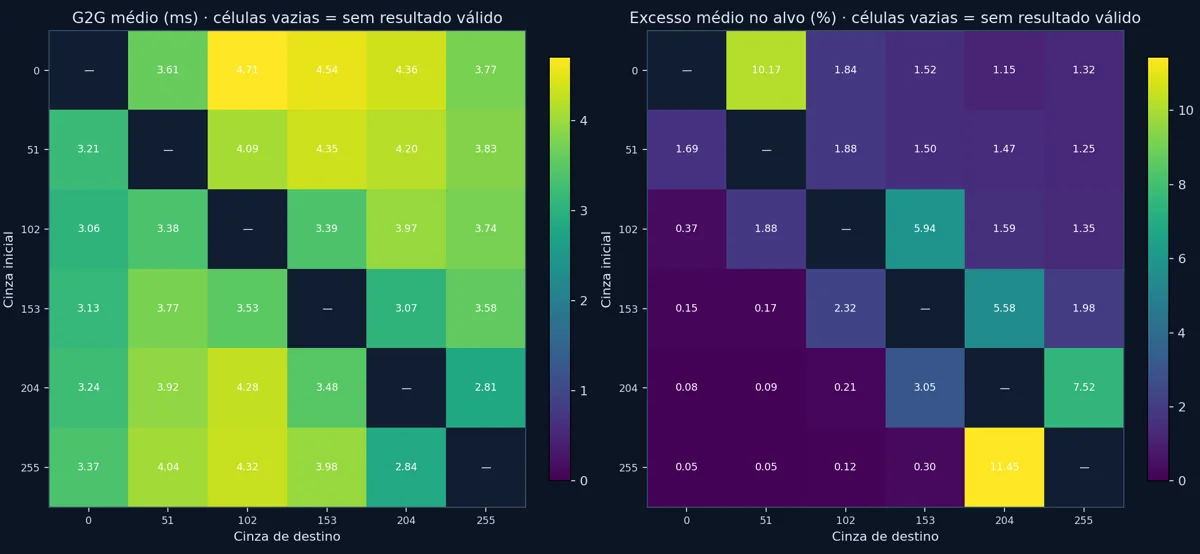 G2G médio (ms) · células vazias = sem resultado válido
Cinza inicial
0 — 3.61 4.71 4.54 4.36 3.77
51 3.21 — 4.09 4.35 4.20 3.83
102 3.06 3.38 — 3.39 3.97 3.74
153 3.13 3.77 3.53 — 3.07 3.58
204 3.24 3.92 4.28 3.48 — 2.81
255 3.37 4.04 4.32 3.98 2.84 —
0 51 102 153 204 255
Cinza de destino
4
3
2
1
0
Excesso médio no alvo (%) · células vazias = sem resultado válido
Cinza inicial
0 — 10.17 1.84 1.52 1.15 1.32
51 1.69 — 1.88 1.50 1.47 1.25
102 0.37 1.88 — 5.94 1.59 1.35
153 0.15 0.17 2.32 — 5.58 1.98
204 0.08 0.09 0.21 3.05 — 7.52
255 0.05 0.05 0.12 0.30 11.45 —
0 51 102 153 204 255
Cinza de destino
10
8
6
4
2
0